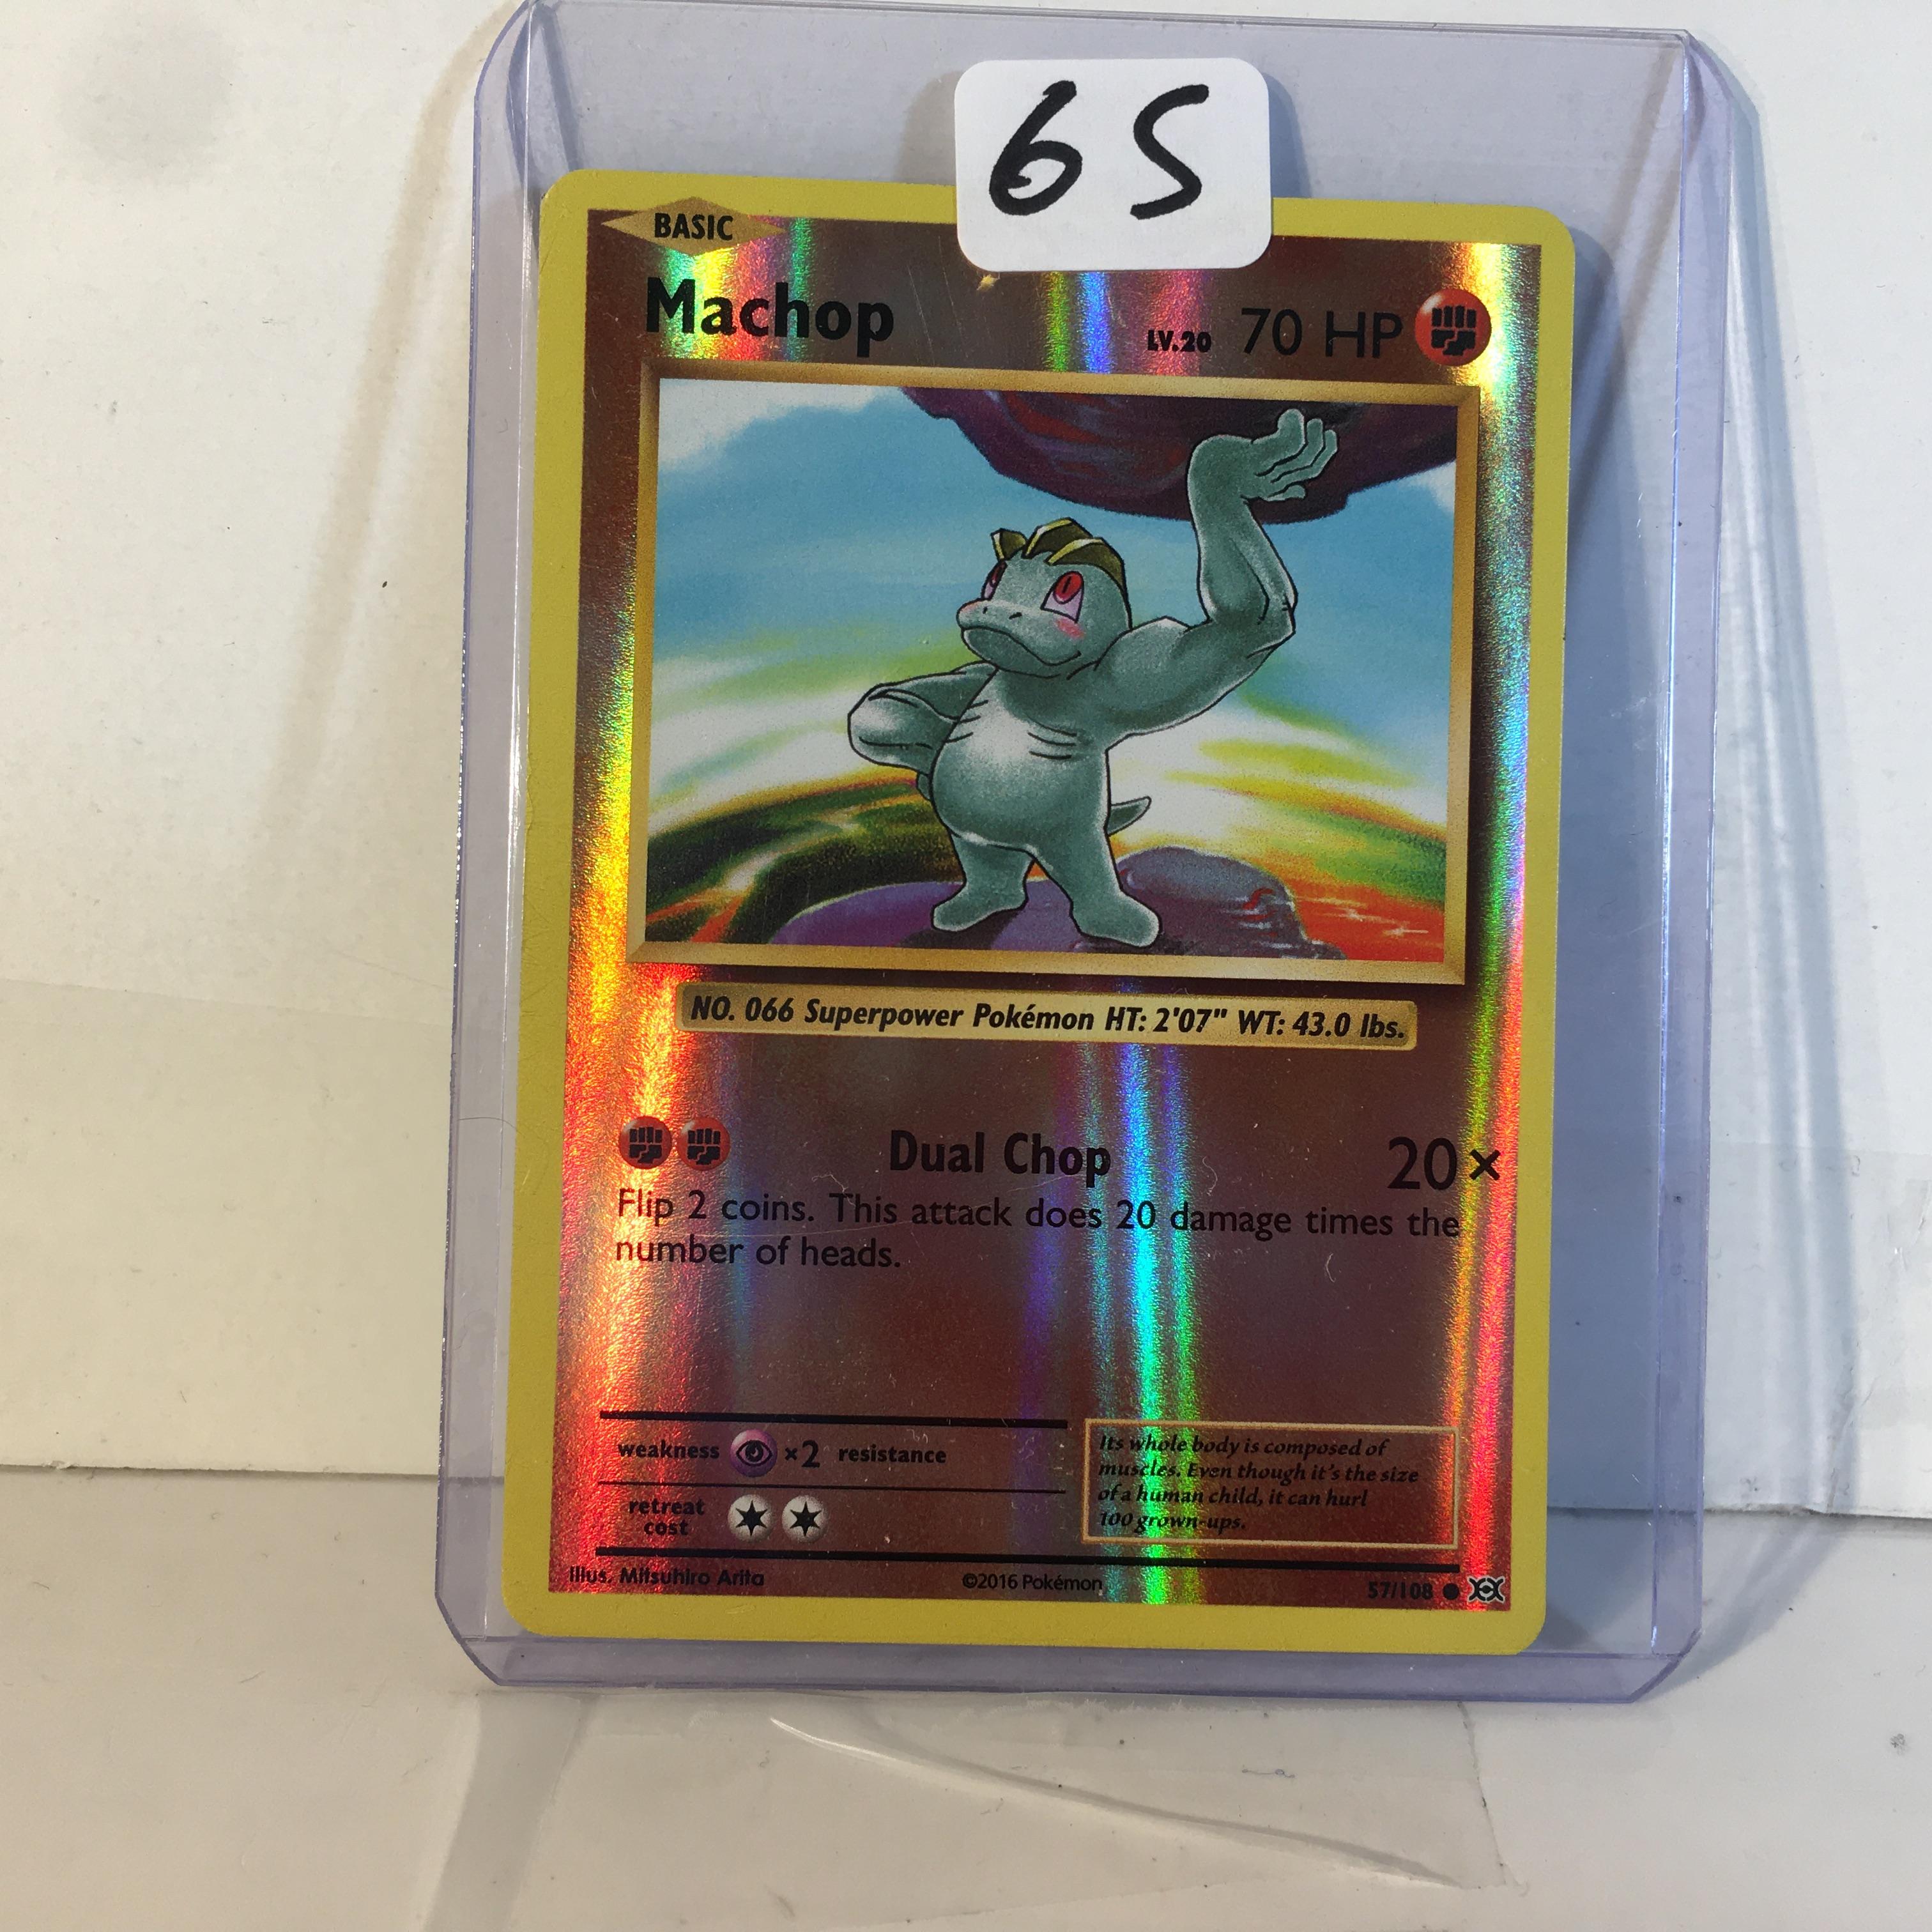 65
BASIC
Machop
LV.20 70 HP
NO. 066 Superpower Pokémon HT: 2'07" WT: 43.0 lbs.
Dual Chop 20×
Flip 2 coins. This attack does 20 damage times the
number of heads.
weakness ×2 resistance
retreat
cost
Its whole body is composed of
muscles. Even though it's the size
of a human child, it can hurl
100 grown-ups.
Illus. Mitsuhiro Arita ©2016 Pokémon 57/108